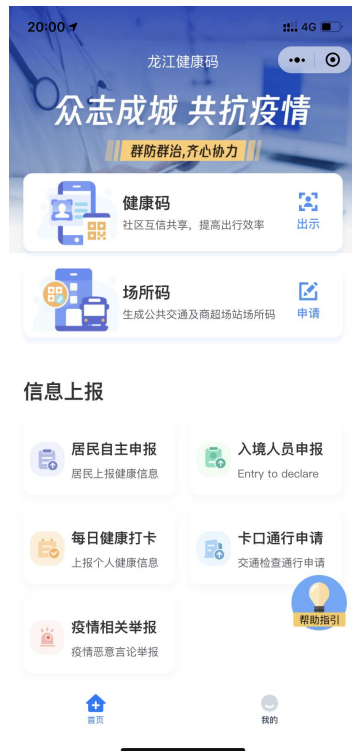 20:00
4G
龙江健康码
众志成城 共抗疫情
群防群治,齐心协力
健康码
社区互信共享，提高出行效率
出示
场所码
生成公共交通及商超场站场所码
申请
信息上报
居民自主申报
居民上报健康信息
入境人员申报
Entry to declare
每日健康打卡
上报个人健康信息
卡口通行申请
交通检查通行申请
疫情相关举报
疫情恶意言论举报
帮助指引
首页
我的